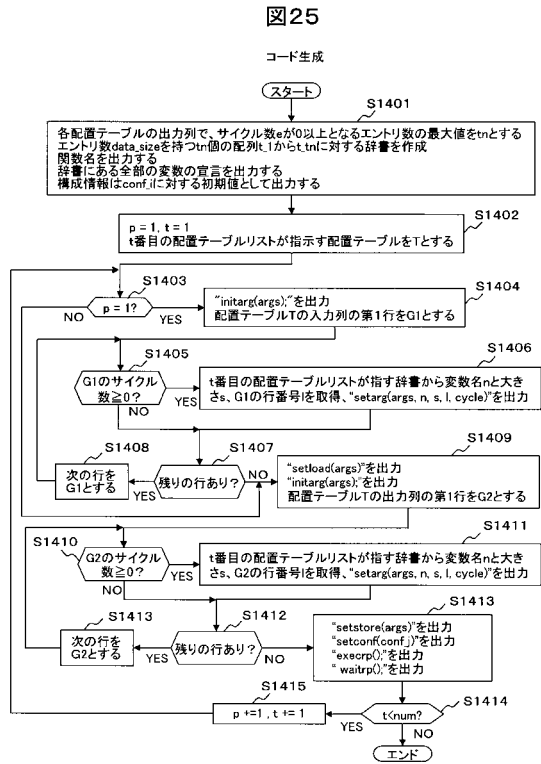 図25
コード生成
スタート
S1401
各配置テーブルの出力列で、サイクル数eが0以上となるエントリ数の最大値をtnとする
エントリ数data_sizeを持つtn個の配列t_1からt_tnに対する辞書を作成
関数名を出力する
辞書にある全部の変数の宣言を出力する
構成情報はconf_iに対する初期値として出力する
S1402
p = 1, t = 1
t番目の配置テーブルリストが指示す配置テーブルをTとする
S1403
p = 1?
NO
YES
S1404
"initarg(args);"を出力
配置テーブルTの入力列の第1行をG1とする
S1405
G1のサイクル
数≧0?
YES
NO
S1406
t番目の配置テーブルリストが指す辞書から変数名nと大き
さs、G1の行番号lを取得、"setarg(args, n, s, l, cycle)"を出力
S1408
次の行を
G1とする
S1407
残りの行あり?
YES
NO
S1409
"setload(args)"を出力
"initarg(args);"を出力
配置テーブルTの出力列の第1行をG2とする
S1410
G2のサイクル
数≧0?
YES
NO
S1411
t番目の配置テーブルリストが指す辞書から変数名nと大き
さs、G2の行番号lを取得、"setarg(args, n, s, l, cycle)"を出力
S1413
次の行を
G2とする
S1412
残りの行あり?
YES
NO
S1413
"setstore(args)"を出力
"setconf(conf_j)"を出力
"execrp();"を出力
" waitrp();"を出力
S1415
p +=1 , t += 1
S1414
t<num?
YES
NO
エンド